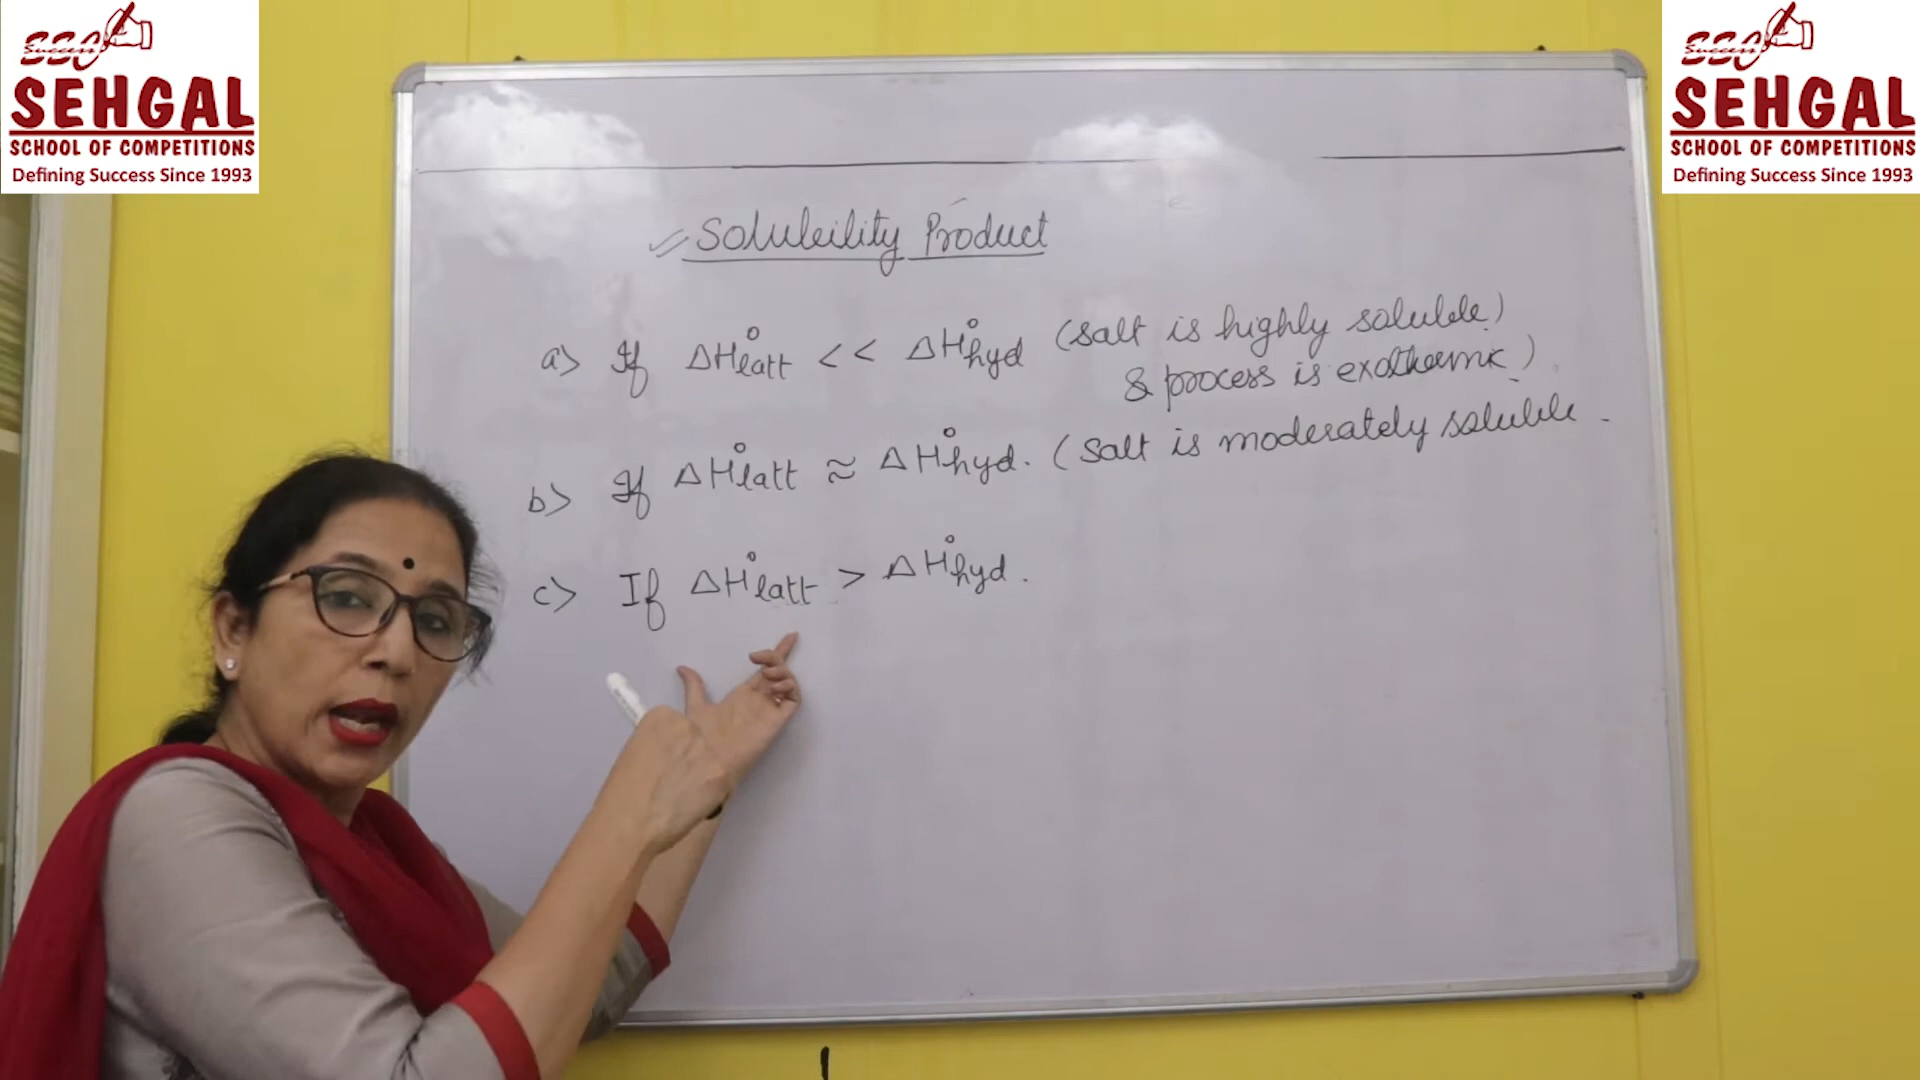 Success
SEHGAL
SCHOOL OF COMPETITIONS
Defining Success Since 1993
Success
SEHGAL
SCHOOL OF COMPETITIONS
Defining Success Since 1993
Solubility Product
a) If ΔH°latt << ΔH°hyd (salt is highly soluble)
& process is exothermic)
b) If ΔH°latt ≈ ΔH°hyd. (Salt is moderately soluble.
c) If ΔH°latt > ΔH°hyd.